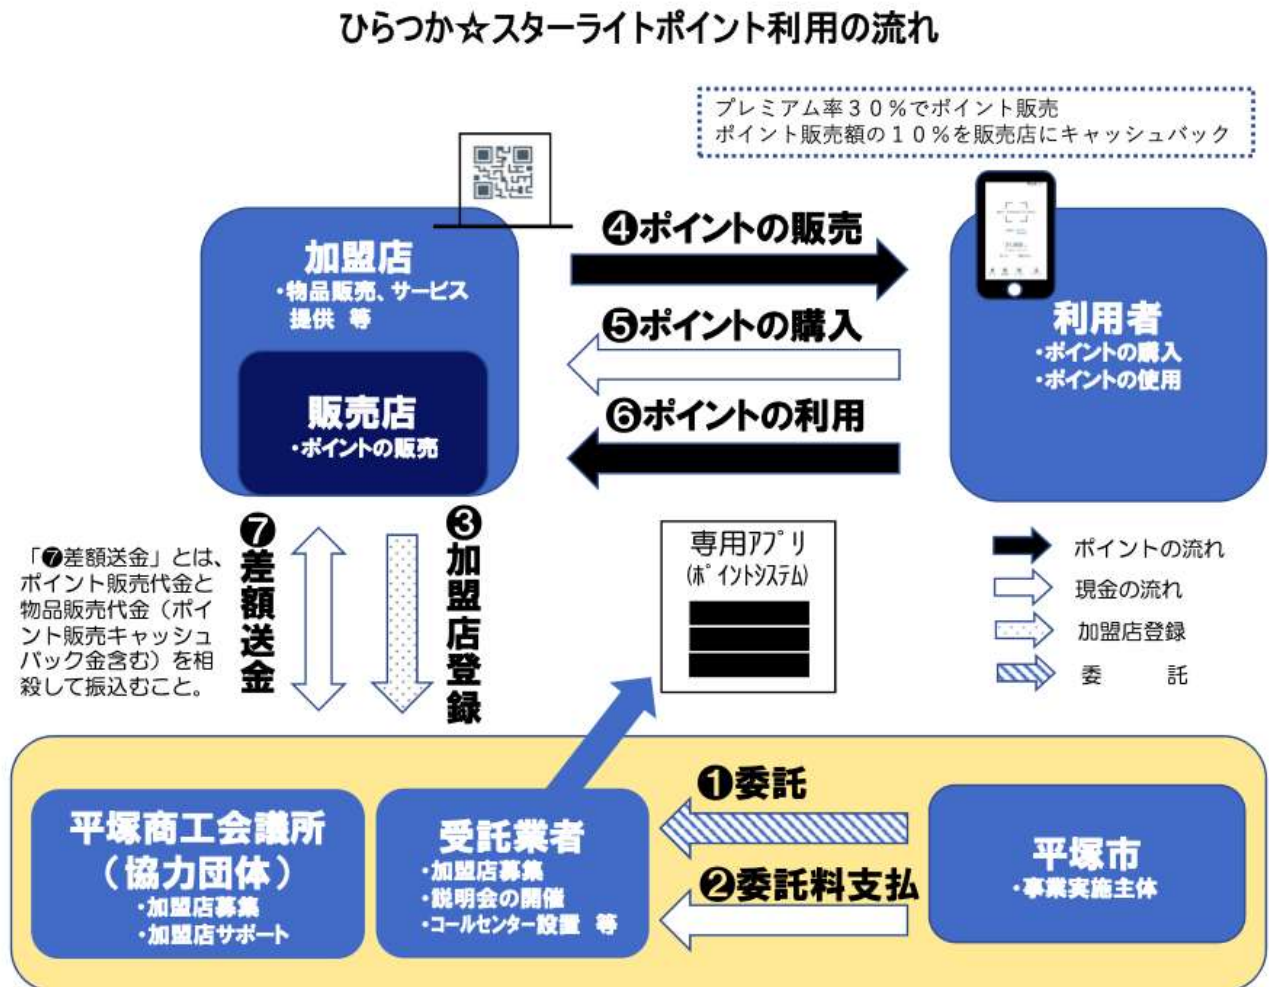 ひらつか☆スターライトポイント利用の流れ
プレミアム率３０％でポイント販売
ポイント販売額の１０％を販売店にキャッシュバック
加盟店
・物品販売、サービス
提供 等
販売店
・ポイントの販売
❹ポイントの販売
❺ポイントの購入
❻ポイントの利用
利用者
・ポイントの購入
・ポイントの使用
「❼差額送金」とは、
ポイント販売代金と
物品販売代金（ポイ
ント販売キャッシュ
バック金含む）を相
殺して振込むこと。
❼差額送金
❸加盟店登録
専用ｱﾌﾟﾘ
(ﾎﾟｲﾝﾄｼｽﾃﾑ)
ポイントの流れ
現金の流れ
加盟店登録
委　　託
平塚商工会議所
（協力団体）
・加盟店募集
・加盟店サポート
受託業者
・加盟店募集
・説明会の開催
・コールセンター設置 等
❶委託
❷委託料支払
平塚市
・事業実施主体